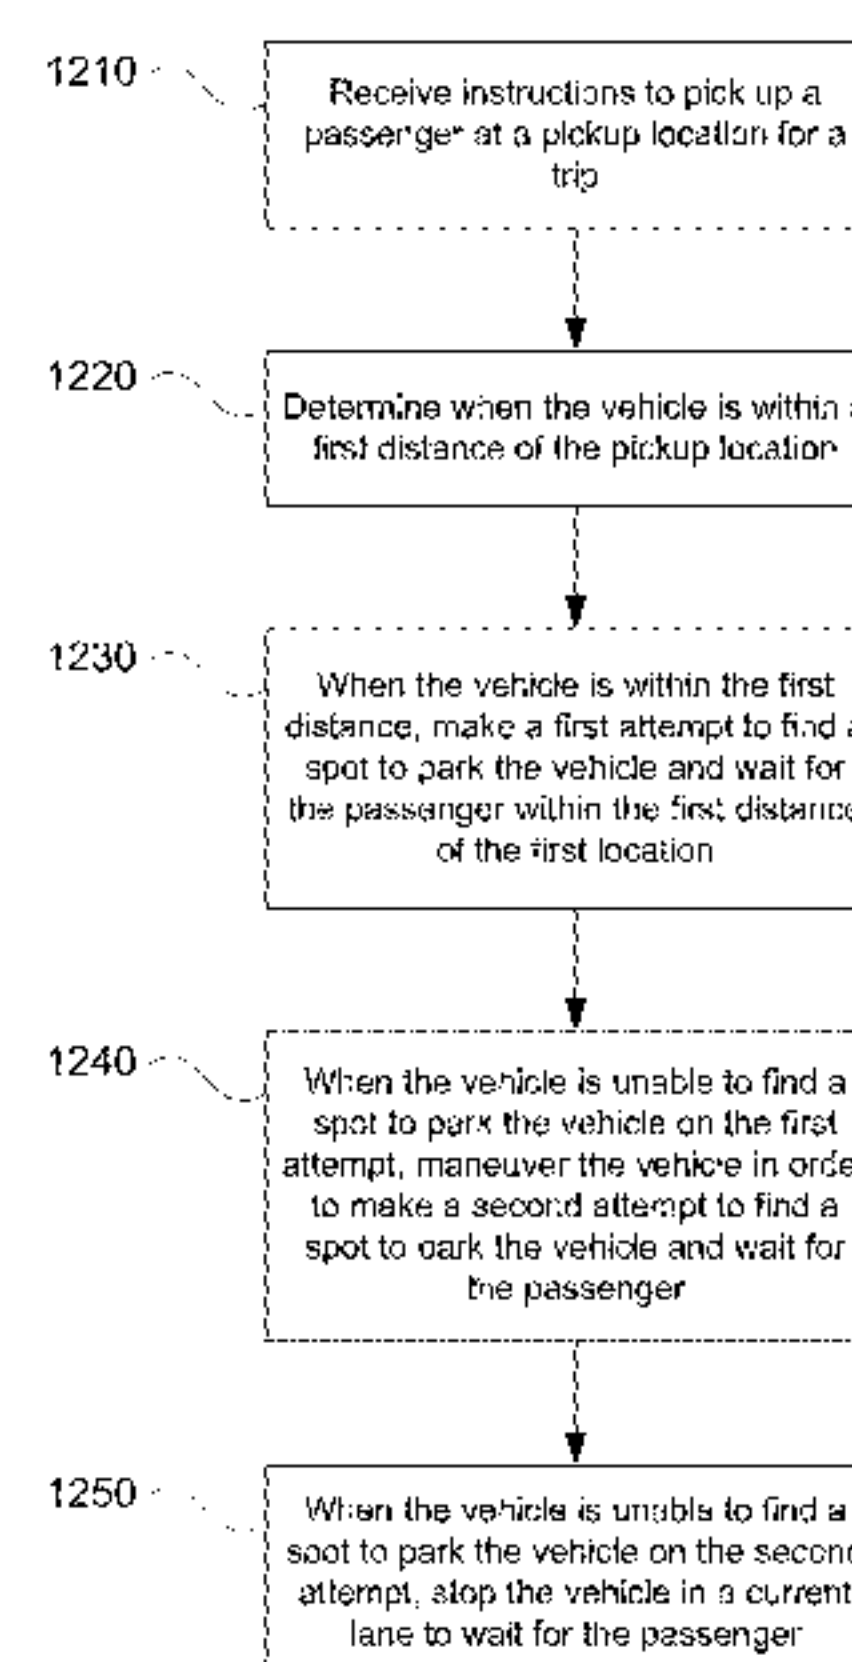 1210
Receive instructions to pick up a
passenger at a pickup location for a
trip
1220
Determine when the vehicle is within a
first distance of the pickup location
1230
When the vehicle is within the first
distance, make a first attempt to find a
spot to park the vehicle and wait for
the passenger within the first distance
of the first location
1240
When the vehicle is unable to find a
spot to park the vehicle on the first
attempt, maneuver the vehicle in orde
to make a second attempt to find a
spot to park the vehicle and wait for
the passenger
1250
When the vehicle is unable to find a
spot to park the vehicle on the second
attempt, stop the vehicle in a current
lane to wait for the passenger